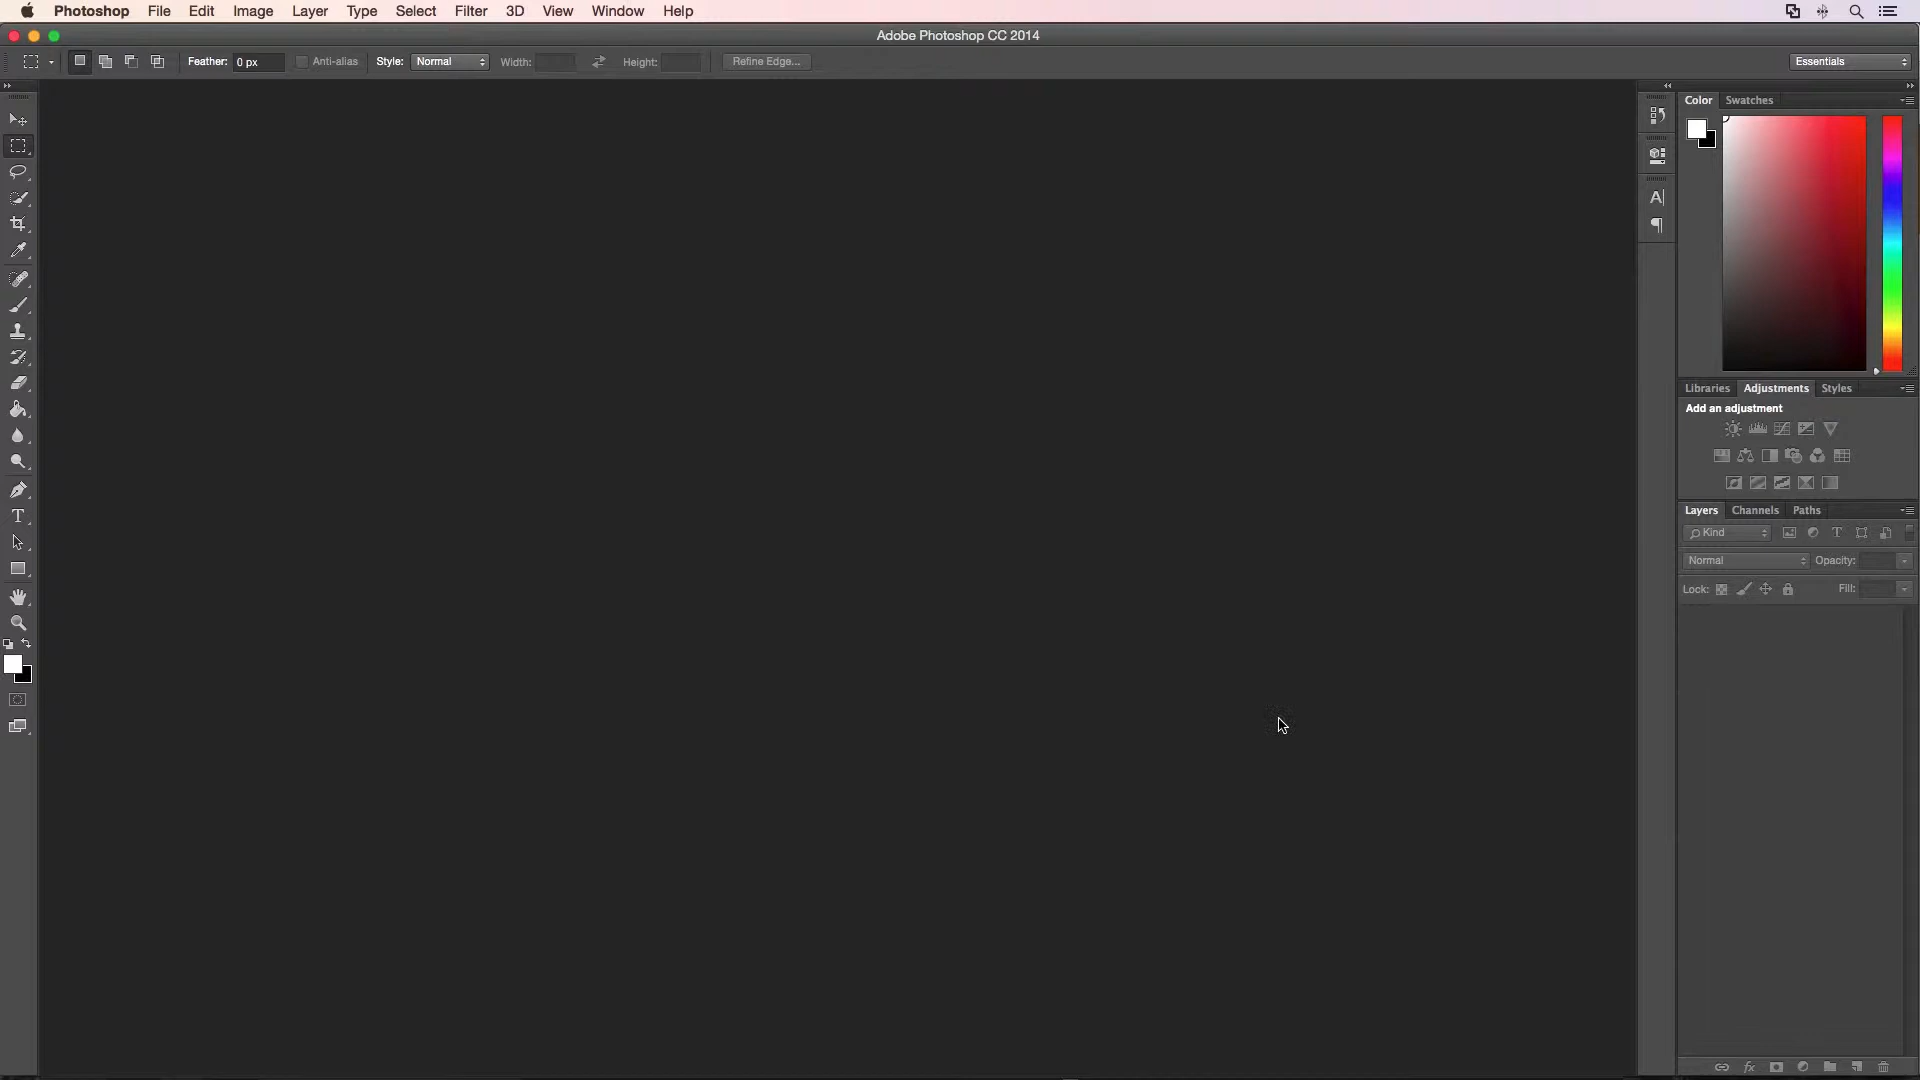 Photoshop File Edit Image Layer Type Select Filter 3D View Window Help
Adobe Photoshop CC 2014
Feather: 0 px Anti-alias Style: Normal Width: Height: Refine Edge... Essentials
Color Swatches
Libraries Adjustments Styles
Add an adjustment
Layers Channels Paths
Kind
Normal Opacity:
Lock: Fill: